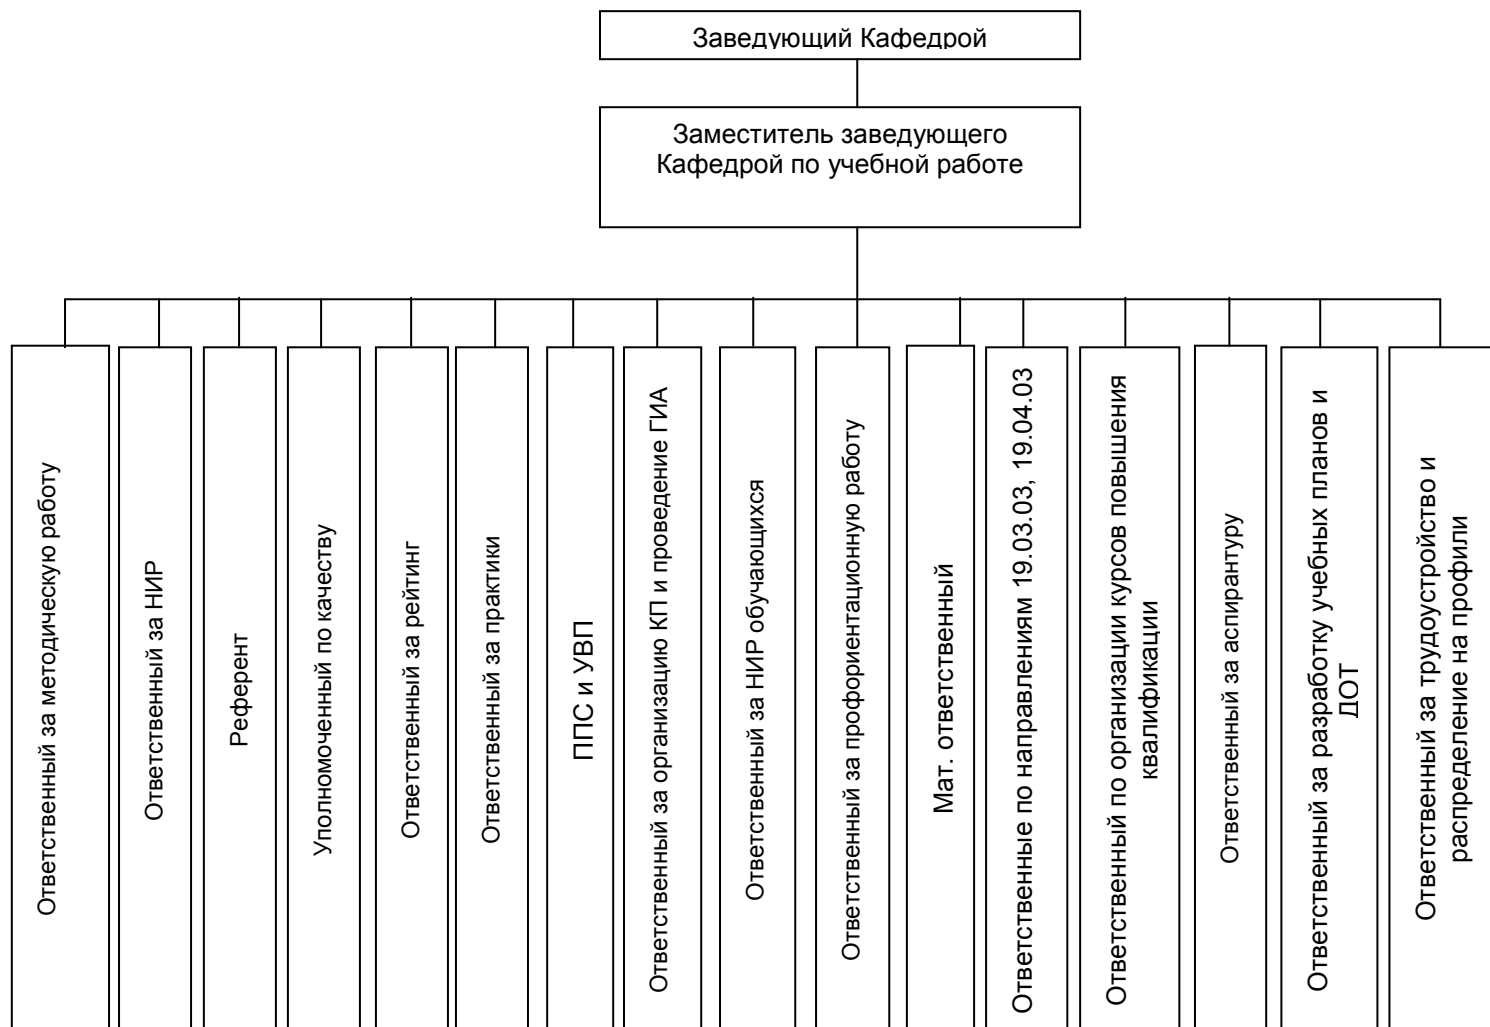 Заведующий Кафедрой
Заместитель заведующего
Кафедрой по учебной работе
Ответственный за методическую работу
Ответственный за НИР
Референт
Уполномоченный по качеству
Ответственный за рейтинг
Ответственный за практики
ППС и УВП
Ответственный за организацию КП и проведение ГИА
Ответственный за НИР обучающихся
Ответственный за профориентационную работу
Мат. ответственный
Ответственные по направлениям 19.03.03, 19.04.03
Ответственный по организации курсов повышения
квалификации
Ответственный за аспирантуру
Ответственный за разработку учебных планов и
ДОТ
Ответственный за трудоустройство и
распределение на профили